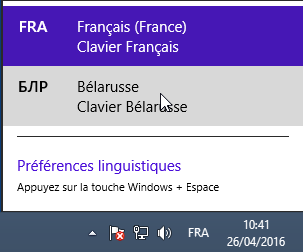 FRA Français (France)
Clavier Français
БЛР Bélarusse
Clavier Bélarusse
Préférences linguistiques
Appuyez sur la touche Windows + Espace
FRA 10:41
26/04/2016